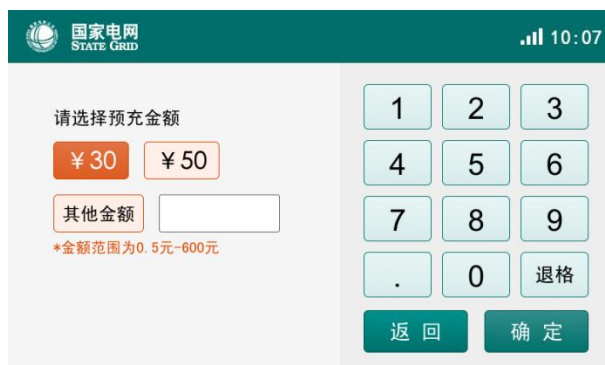 国家电网
STATE GRID
10:07
请选择预充金额
¥30 ¥50
其他金额
*金额范围为0.5元-600元
1 2 3
4 5 6
7 8 9
. 0 退格
返回 确定